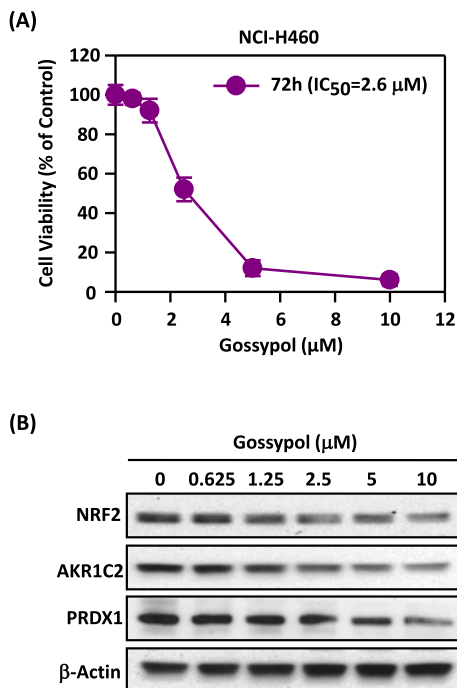 (A)
NCI-H460
72h (IC50=2.6 μM)
Cell Viability (% of Control)
120
100
80
60
40
20
0
0 2 4 6 8 10 12
Gossypol (μM)
(B)
Gossypol (μM)
0 0.625 1.25 2.5 5 10
NRF2
AKR1C2
PRDX1
β-Actin